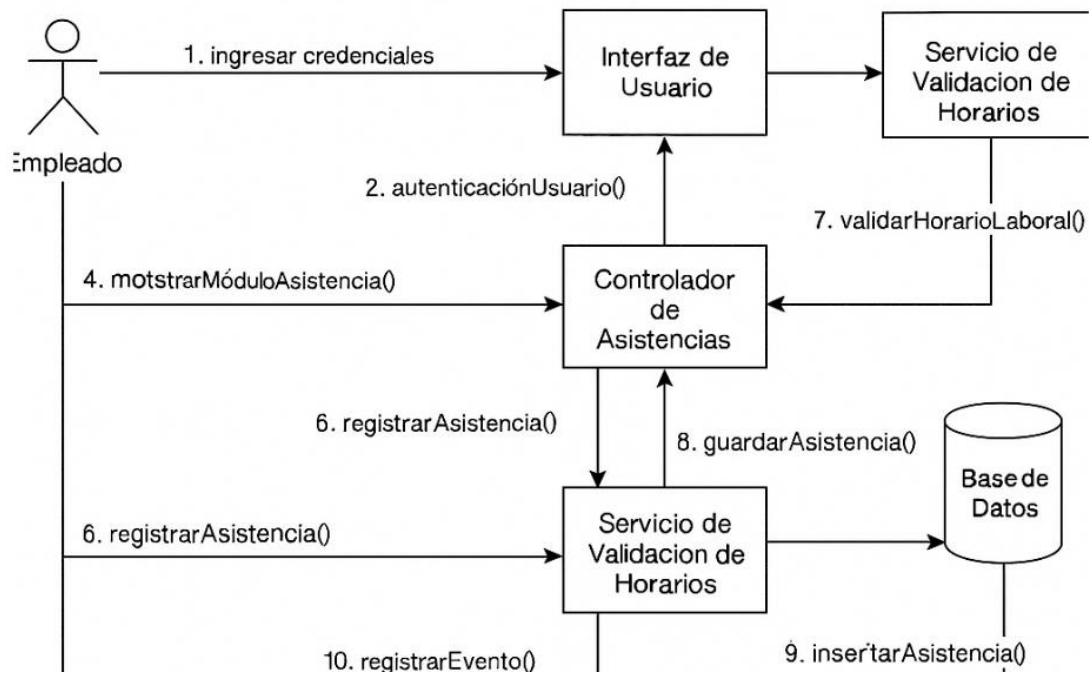 1. ingresar credenciales
Interfaz de
Usuario
Servicio de
Validacion de
Horarios
Empleado
2. autenticaciónUsuario()
7. validarHorarioLaboral()
4. motstrarMóduloAsistencia()
Controlador
de
Asistencias
6. registrarAsistencia()
8. guardarAsistencia()
Base de
Datos
6. registrarAsistencia()
Servicio de
Validacion de
Horarios
10. registrarEvento()
9. insertarAsistencia()